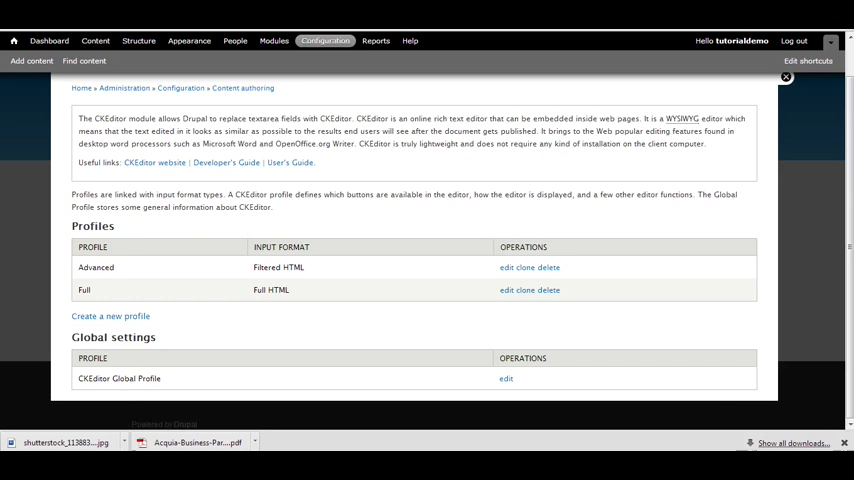 Dashboard Content Structure Appearance People Modules Configuration Reports Help Hello tutorialdemo Log out
Add content Find content Edit shortcuts
Home » Administration » Configuration » Content authoring
The CKEditor module allows Drupal to replace textarea fields with CKEditor. CKEditor is an online rich text editor that can be embedded inside web pages. It is a WYSIWYG editor which
means that the text edited in it looks as similar as possible to the results end users will see after the document gets published. It brings to the Web popular editing features found in
desktop word processors such as Microsoft Word and OpenOffice.org Writer. CKEditor is truly lightweight and does not require any kind of installation on the client computer.
Useful links: CKEditor website | Developer's Guide | User's Guide.
Profiles are linked with input format types. A CKEditor profile defines which buttons are available in the editor, how the editor is displayed, and a few other editor functions. The Global
Profile stores some general information about CKEditor.
Profiles
PROFILE INPUT FORMAT OPERATIONS
Advanced Filtered HTML edit clone delete
Full Full HTML edit clone delete
Create a new profile
Global settings
PROFILE OPERATIONS
CKEditor Global Profile edit
Powered by Drupal
shutterstock_113883....jpg Acquia-Business-Par....pdf Show all downloads...